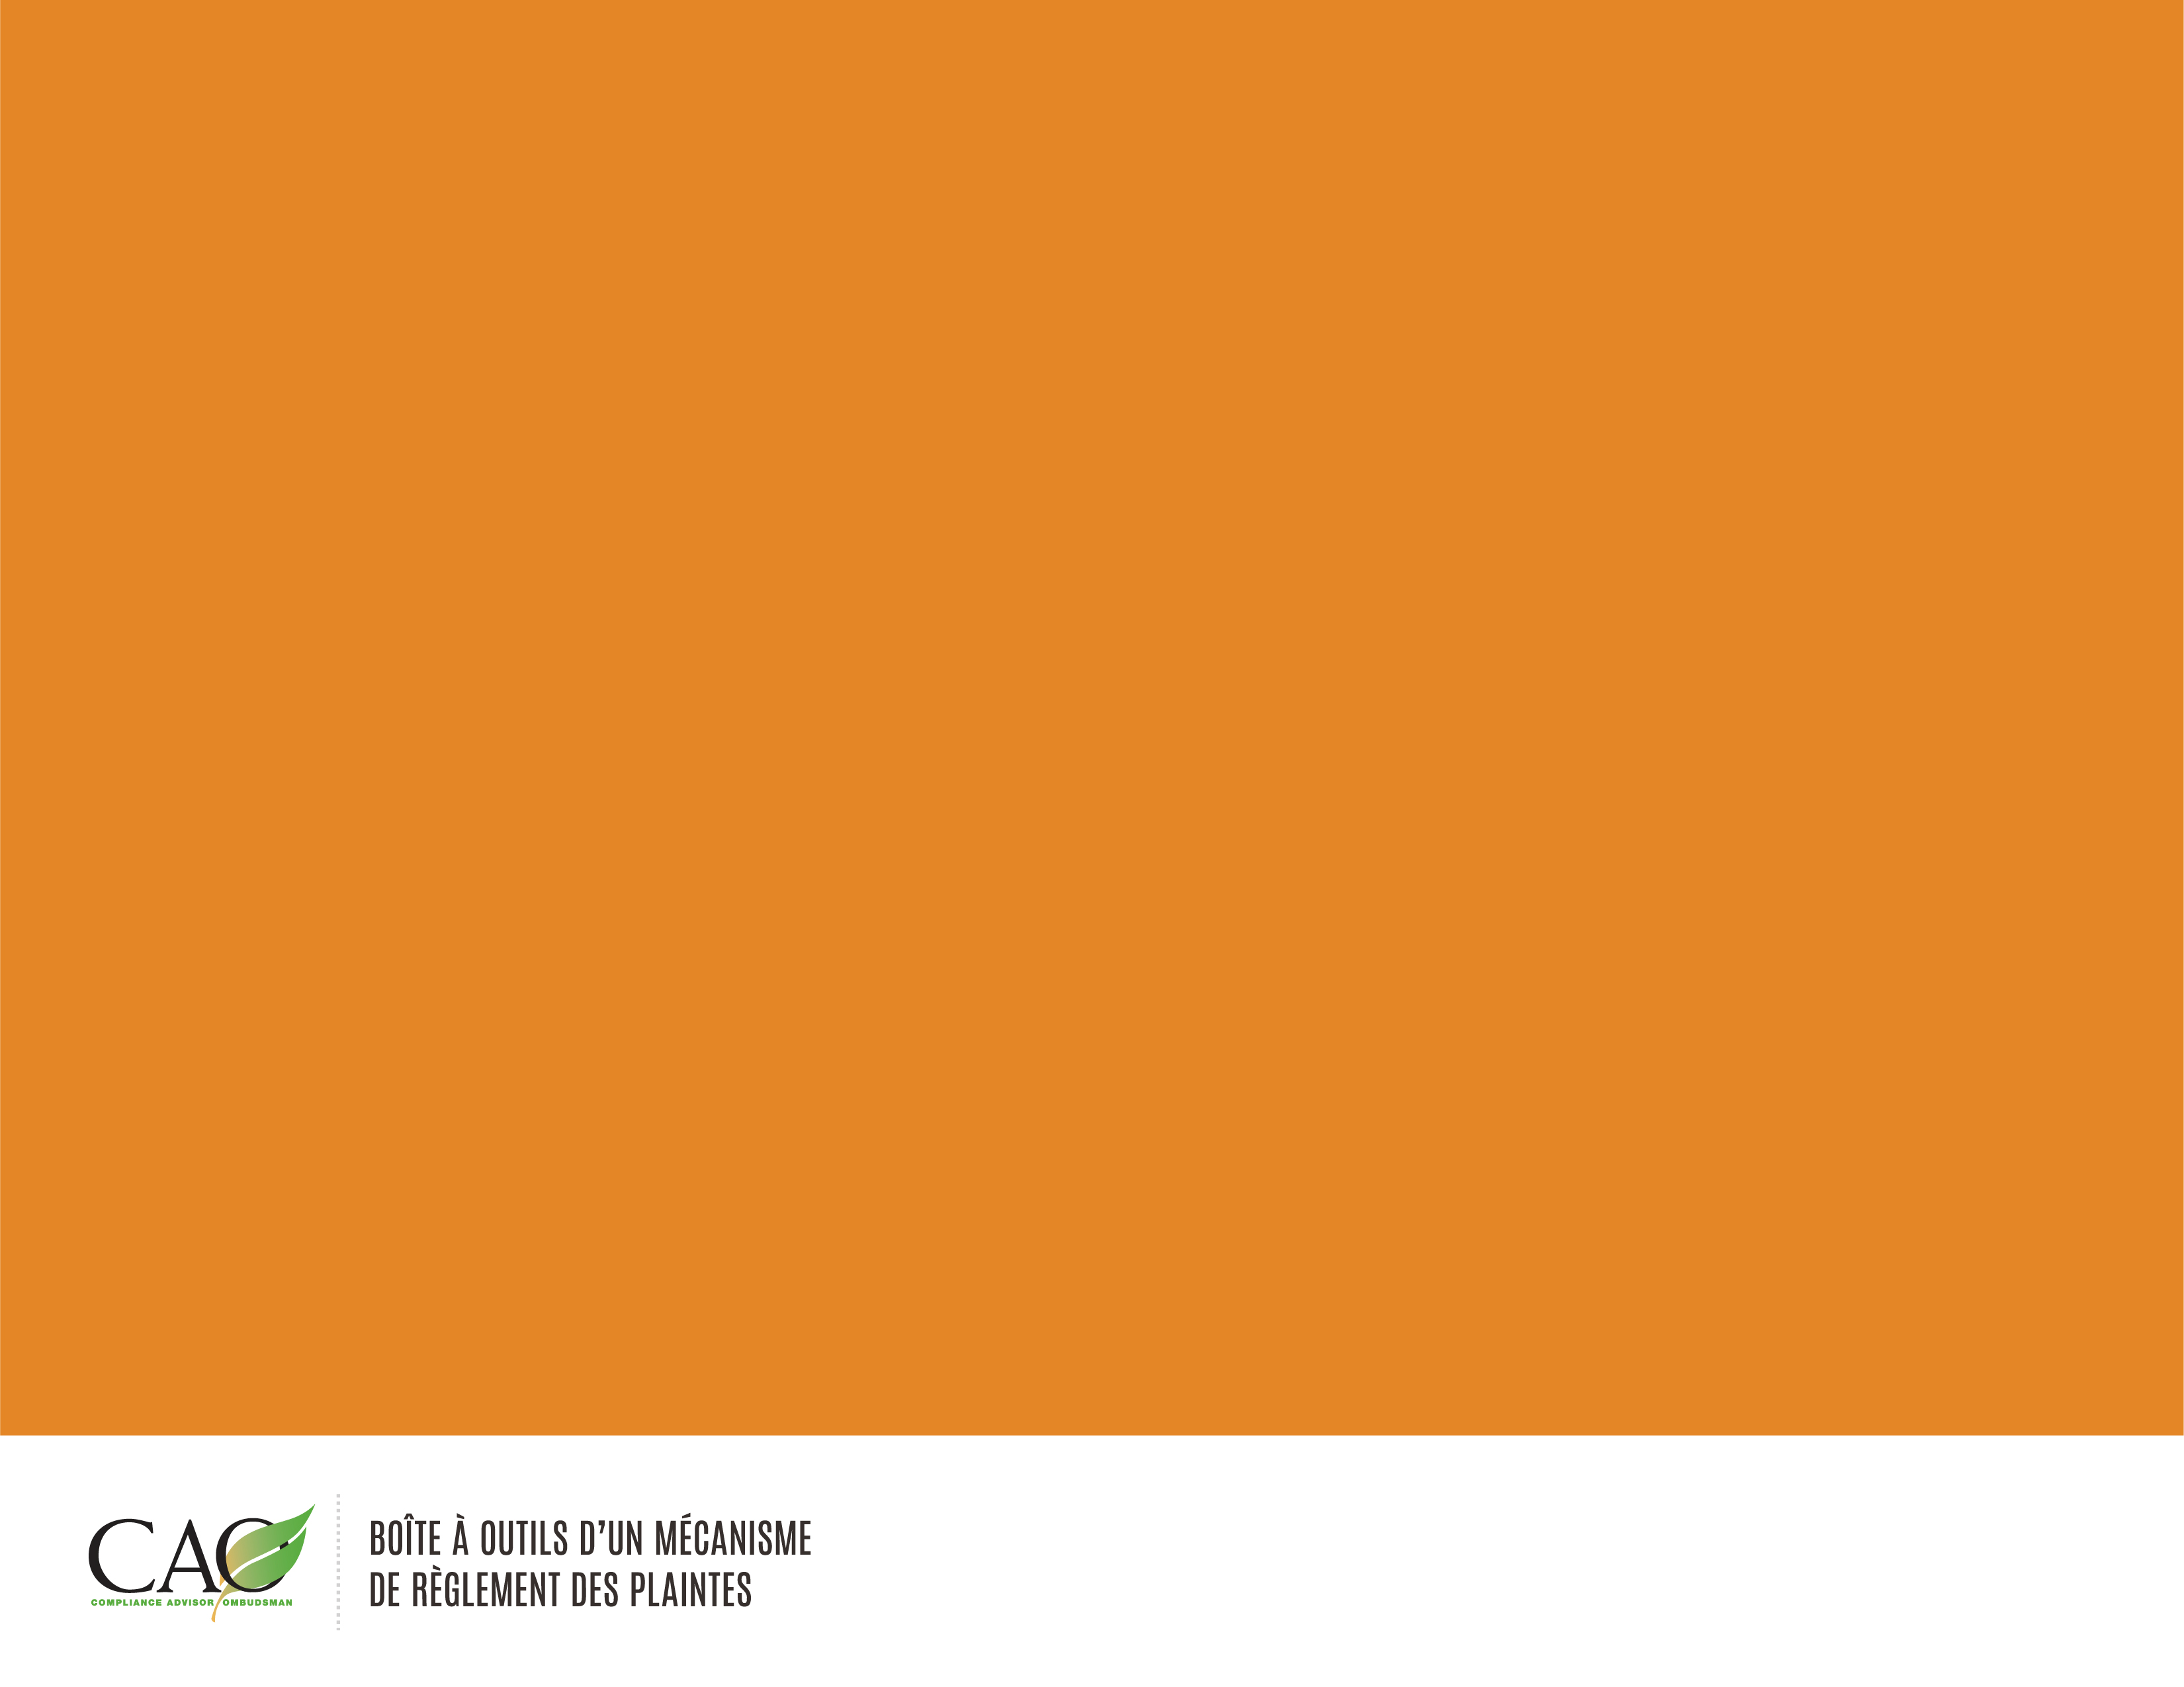 CAO
COMPLIANCE ADVISOR OMBUDSMAN
BOÎTE À OUTILS D'UN MÉCANISME
DE RÈGLEMENT DES PLAINTES